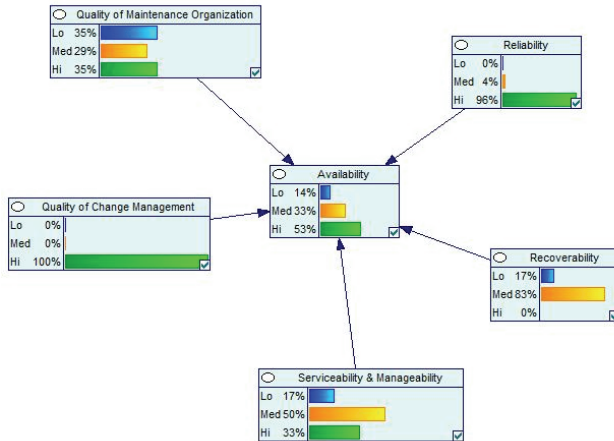 Quality of Maintenance Organization
Lo 35%
Med 29%
Hi 35%
Reliability
Lo 0%
Med 4%
Hi 96%
Availability
Lo 14%
Med 33%
Hi 53%
Quality of Change Management
Lo 0%
Med 0%
Hi 100%
Recoverability
Lo 17%
Med 83%
Hi 0%
Serviceability & Manageability
Lo 17%
Med 50%
Hi 33%